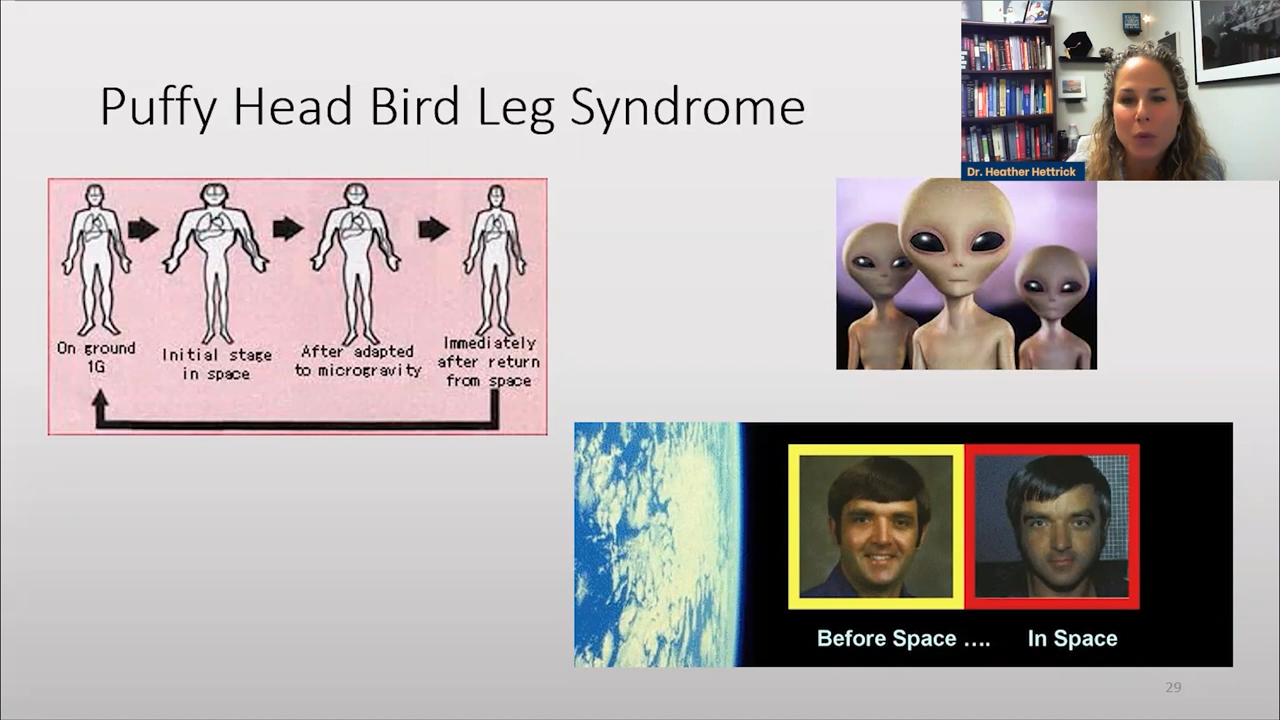 Puffy Head Bird Leg Syndrome
Dr. Heather Hettrick
On ground
1G
Initial stage
in space
After adapted
to microgravity
Immediately
after return
from space
Before Space ....
In Space
29